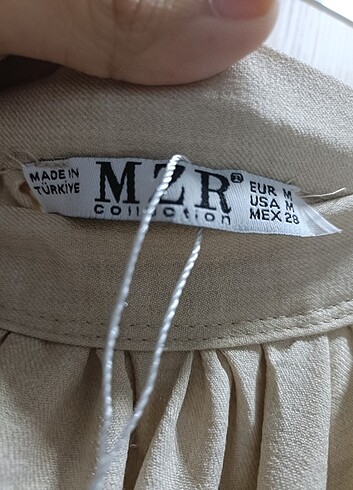 MADE IN
TÜRKİYE
MZR®
collection
EUR M
USA M
MEX 28